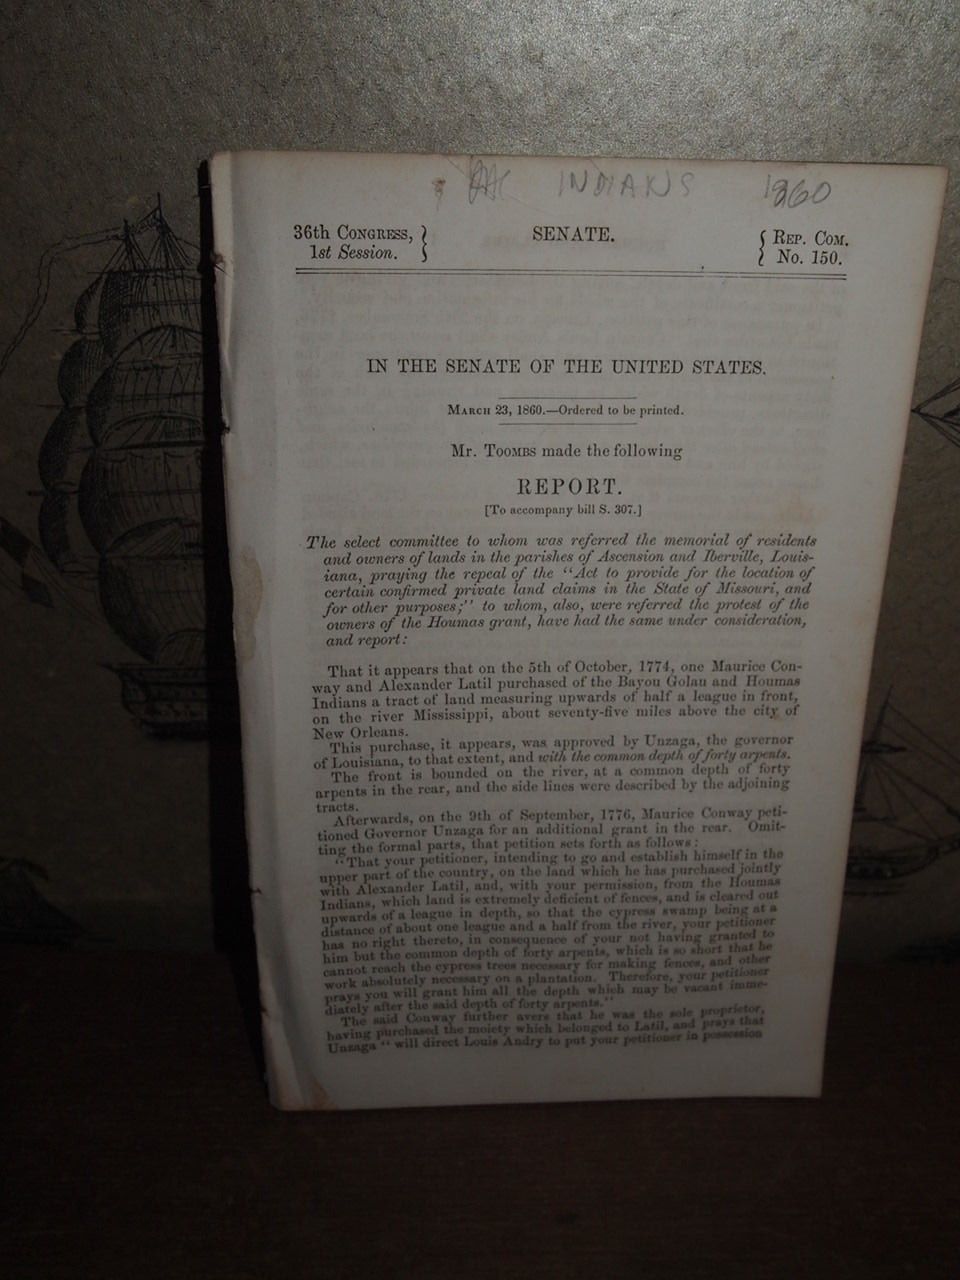 INDIANS 1860
36th Congress, 1st Session. } SENATE. { Rep. Com. No. 150.
IN THE SENATE OF THE UNITED STATES.
March 23, 1860.—Ordered to be printed.
Mr. Toombs made the following
REPORT.
[To accompany bill S. 307.]
The select committee to whom was referred the memorial of residents
and owners of lands in the parishes of Ascension and Iberville, Louis-
iana, praying the repeal of the "Act to provide for the location of
certain confirmed private land claims in the State of Missouri, and
for other purposes;" to whom, also, were referred the protest of the
owners of the Houmas grant, have had the same under consideration,
and report:
That it appears that on the 5th of October, 1774, one Maurice Con-
way and Alexander Latil purchased of the Bayou Golau and Houmas
Indians a tract of land measuring upwards of half a league in front,
on the river Mississippi, about seventy-five miles above the city of
New Orleans.
This purchase, it appears, was approved by Unzaga, the governor
of Louisiana, to that extent, and with the common depth of forty arpents.
The front is bounded on the river, at a common depth of forty
arpents in the rear, and the side lines were described by the adjoining
tracts.
Afterwards, on the 9th of September, 1776, Maurice Conway peti-
tioned Governor Unzaga for an additional grant in the rear. Omit-
ting the formal parts, that petition sets forth as follows:
"That your petitioner, intending to go and establish himself in the
upper part of the country, on the land which he has purchased jointly
with Alexander Latil, and, with your permission, from the Houmas
Indians, which land is extremely deficient of fences, and is cleared out
upwards of a league in depth, so that the cypress swamp being at a
distance of about one league and a half from the river, your petitioner
has no right thereto, in consequence of your not having granted to
him but the common depth of forty arpents, which is so short that he
cannot reach the cypress trees necessary for making fences, and other
work absolutely necessary on a plantation. Therefore, your petitioner
prays you will grant him all the depth which may be vacant imme-
diately after the said depth of forty arpents."
The said Conway further avers that he was the sole proprietor,
having purchased the moiety which belonged to Latil, and prays that
Unzaga "will direct Louis Andry to put your petitioner in possession